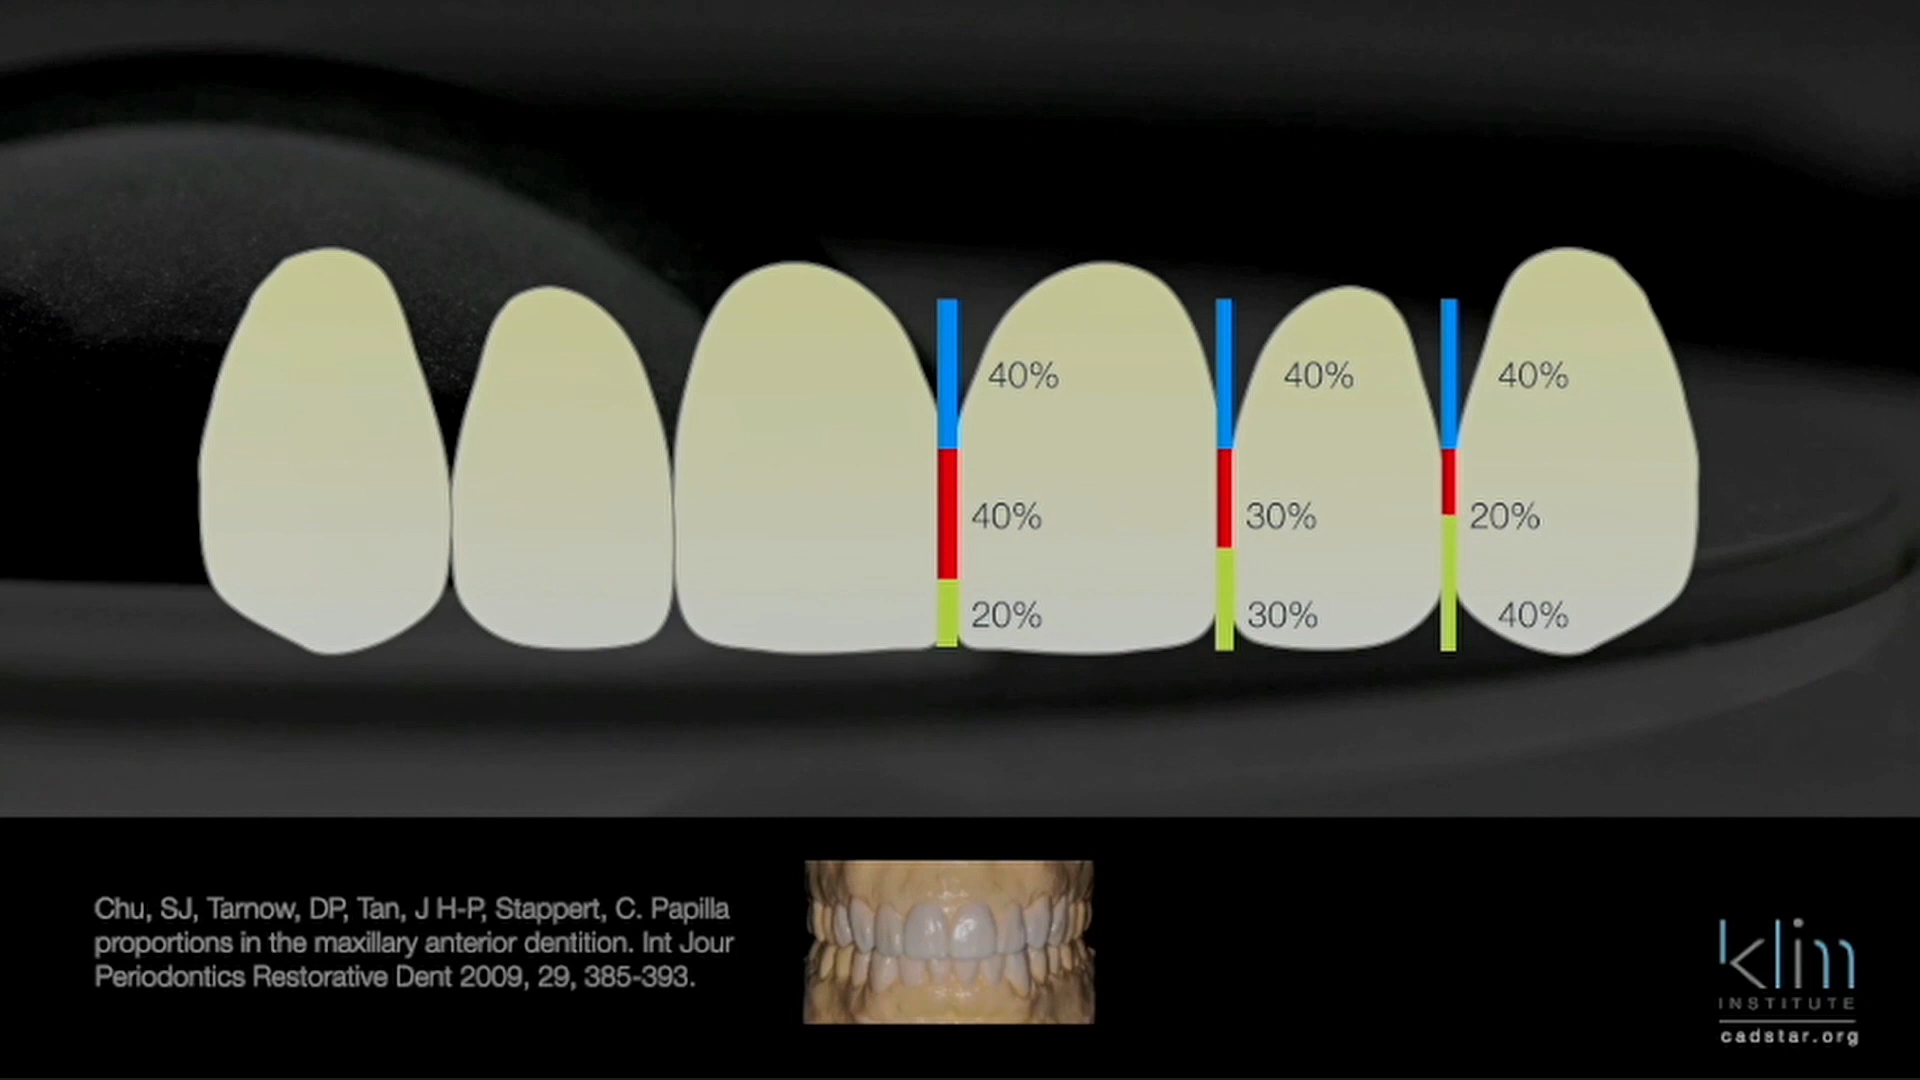 40% 40% 40%
40% 30% 20%
20% 30% 40%
Chu, SJ, Tarnow, DP, Tan, J H-P, Stappert, C. Papilla
proportions in the maxillary anterior dentition. Int Jour
Periodontics Restorative Dent 2009, 29, 385-393.
klim
INSTITUTE
cadstar.org